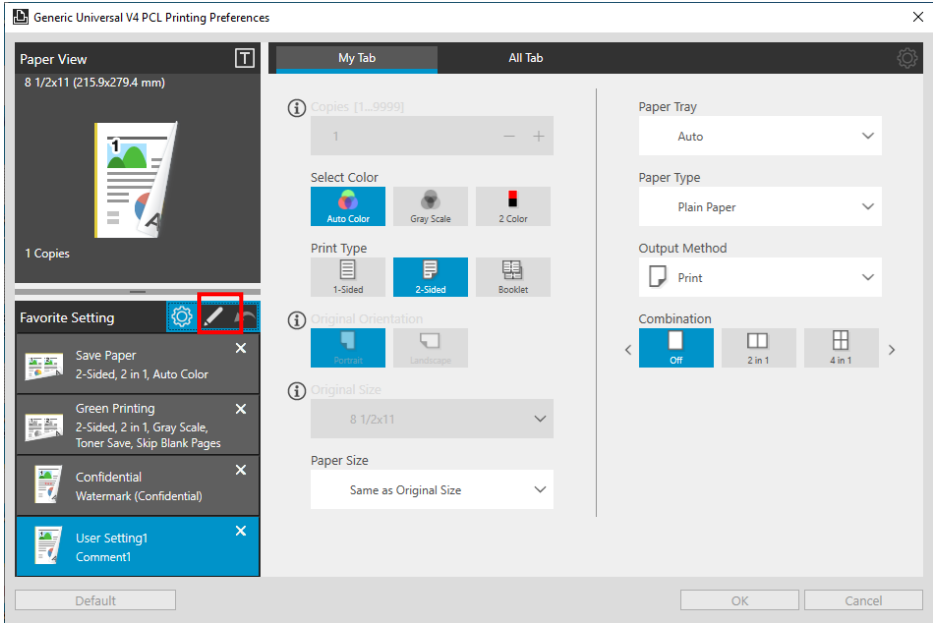 Generic Universal V4 PCL Printing Preferences
Paper View
T
8 1/2x11 (215.9x279.4 mm)
1
A
1 Copies
Favorite Setting
Save Paper
2-Sided, 2 in 1, Auto Color
Green Printing
2-Sided, 2 in 1, Gray Scale,
Toner Save, Skip Blank Pages
Confidential
Watermark (Confidential)
User Setting1
Comment1
My Tab
All Tab
Copies [1...9999]
1
Select Color
Auto Color
Gray Scale
2 Color
Print Type
1-Sided
2-Sided
Booklet
Original Orientation
Portrait
Landscape
Original Size
8 1/2x11
Paper Size
Same as Original Size
Paper Tray
Auto
Paper Type
Plain Paper
Output Method
Print
Combination
Off
2 in 1
4 in 1
Default
OK
Cancel